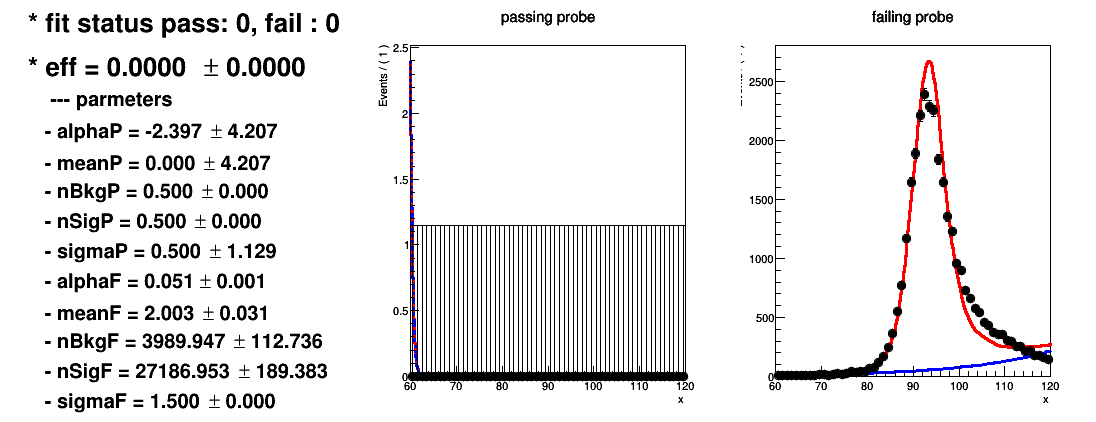 * fit status pass: 0, fail : 0
* eff = 0.0000 ± 0.0000
--- parmeters
- alphaP = -2.397 ± 4.207
- meanP = 0.000 ± 4.207
- nBkgP = 0.500 ± 0.000
- nSigP = 0.500 ± 0.000
- sigmaP = 0.500 ± 1.129
- alphaF = 0.051 ± 0.001
- meanF = 2.003 ± 0.031
- nBkgF = 3989.947 ± 112.736
- nSigF = 27186.953 ± 189.383
- sigmaF = 1.500 ± 0.000
passing probe
Events / ( 1 )
2.5
2
1.5
1
0.5
0
60 70 80 90 100 110 120
x
failing probe
2500
2000
1500
1000
500
0
60 70 80 90 100 110 120
x